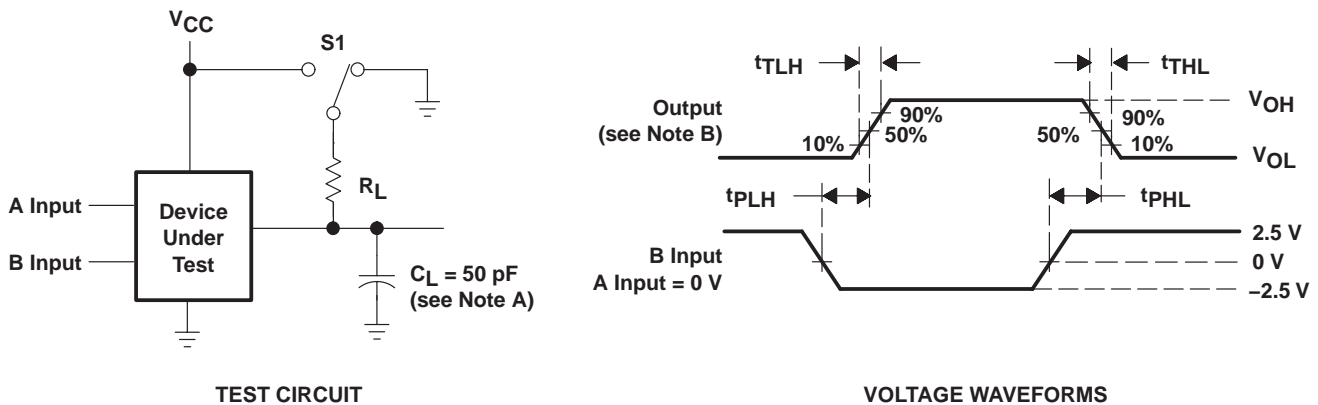 VCC
S1
RL
A Input
B Input
Device
Under
Test
CL = 50 pF
(see Note A)
TEST CIRCUIT
tTLH
tTHL
Output
(see Note B)
10%
50%
90%
50%
90%
10%
VOH
VOL
tPLH
tPHL
B Input
A Input = 0 V
2.5 V
0 V
–2.5 V
VOLTAGE WAVEFORMS